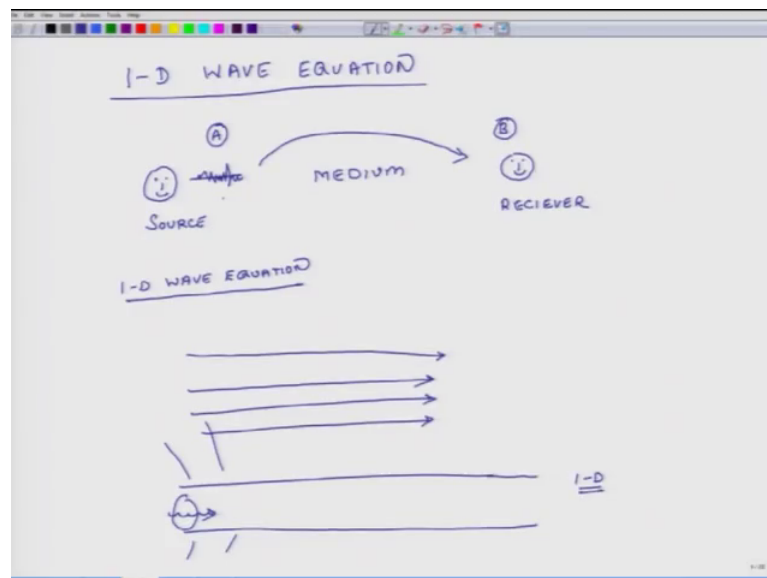 1-D WAVE EQUATION
A
B
MEDIUM
SOURCE
RECIEVER
1-D WAVE EQUATION
1-D